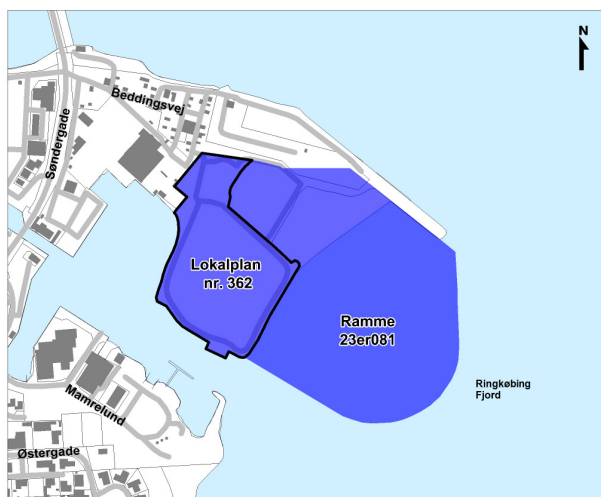 N
Beddingsvej
Søndergade
Lokalplan
nr. 362
Ramme
23er081
Ringkøbing
Fjord
Mamrelund
Østergade